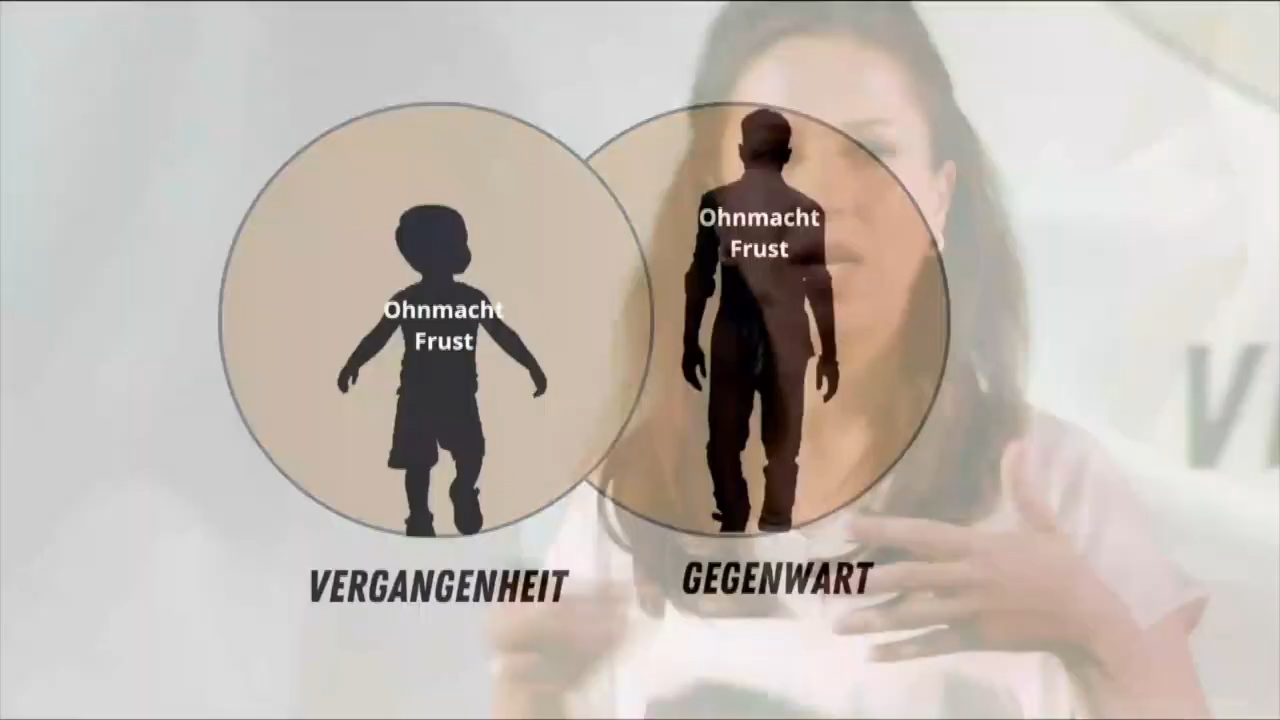 Ohnmacht
Frust
Ohnmacht
Frust
VERGANGENHEIT
GEGENWART